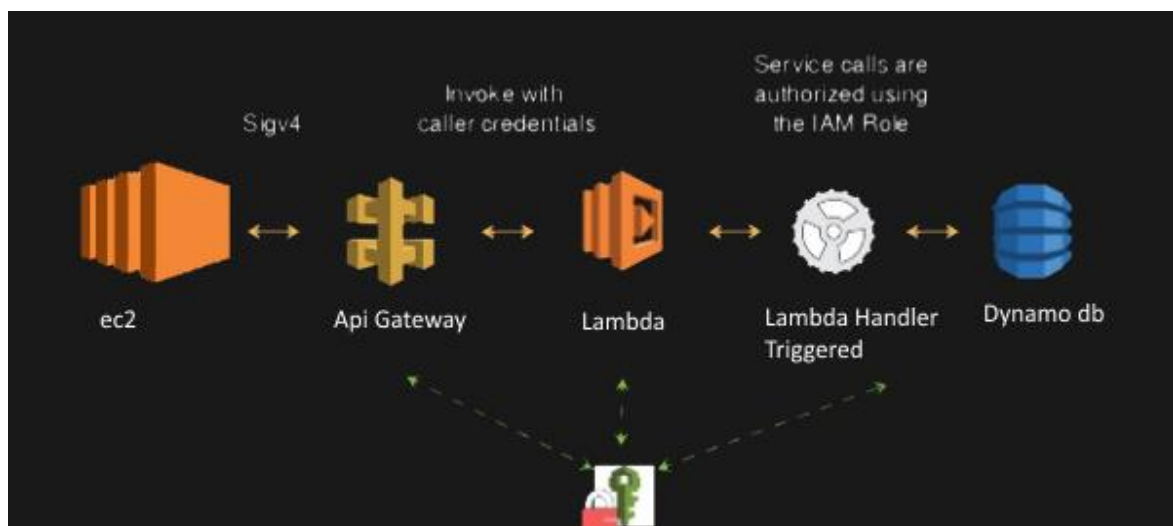 Sigv4
Invoke with
caller credentials
Service calls are
authorized using
the IAM Role
ec2
Api Gateway
Lambda
Lambda Handler
Triggered
Dynamo db